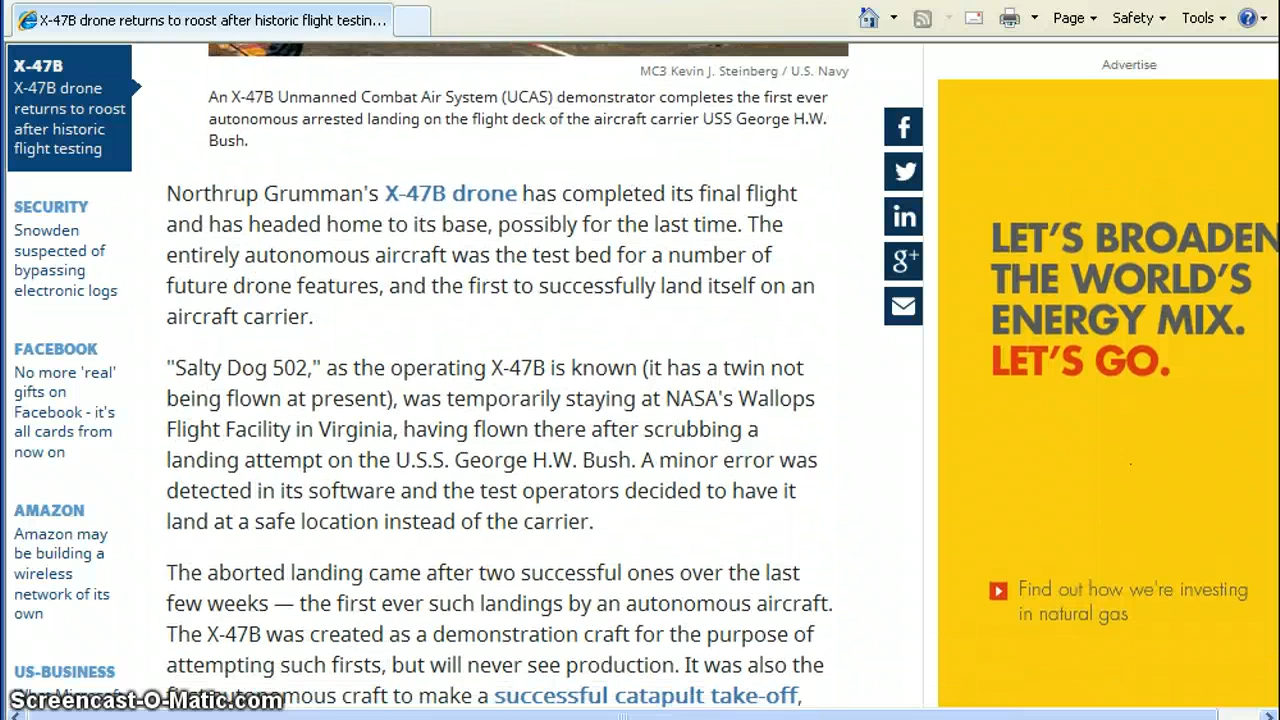 X-47B drone returns to roost after historic flight testin...
Page
Safety
Tools
X-47B
X-47B drone
returns to roost
after historic
flight testing
SECURITY
Snowden
suspected of
bypassing
electronic logs
FACEBOOK
No more 'real'
gifts on
Facebook - it's
all cards from
now on
AMAZON
Amazon may
be building a
wireless
network of its
own
US-BUSINESS
MC3 Kevin J. Steinberg / U.S. Navy
An X-47B Unmanned Combat Air System (UCAS) demonstrator completes the first ever
autonomous arrested landing on the flight deck of the aircraft carrier USS George H.W.
Bush.
Northrup Grumman's X-47B drone has completed its final flight
and has headed home to its base, possibly for the last time. The
entirely autonomous aircraft was the test bed for a number of
future drone features, and the first to successfully land itself on an
aircraft carrier.
"Salty Dog 502," as the operating X-47B is known (it has a twin not
being flown at present), was temporarily staying at NASA's Wallops
Flight Facility in Virginia, having flown there after scrubbing a
landing attempt on the U.S.S. George H.W. Bush. A minor error was
detected in its software and the test operators decided to have it
land at a safe location instead of the carrier.
The aborted landing came after two successful ones over the last
few weeks — the first ever such landings by an autonomous aircraft.
The X-47B was created as a demonstration craft for the purpose of
attempting such firsts, but will never see production. It was also the
autonomous craft to make a successful catapult take-off,
f
in
g+
Advertise
LET'S BROADEN
THE WORLD'S
ENERGY MIX.
LET'S GO.
Find out how we're investing
in natural gas
Screencast-O-Matic.com